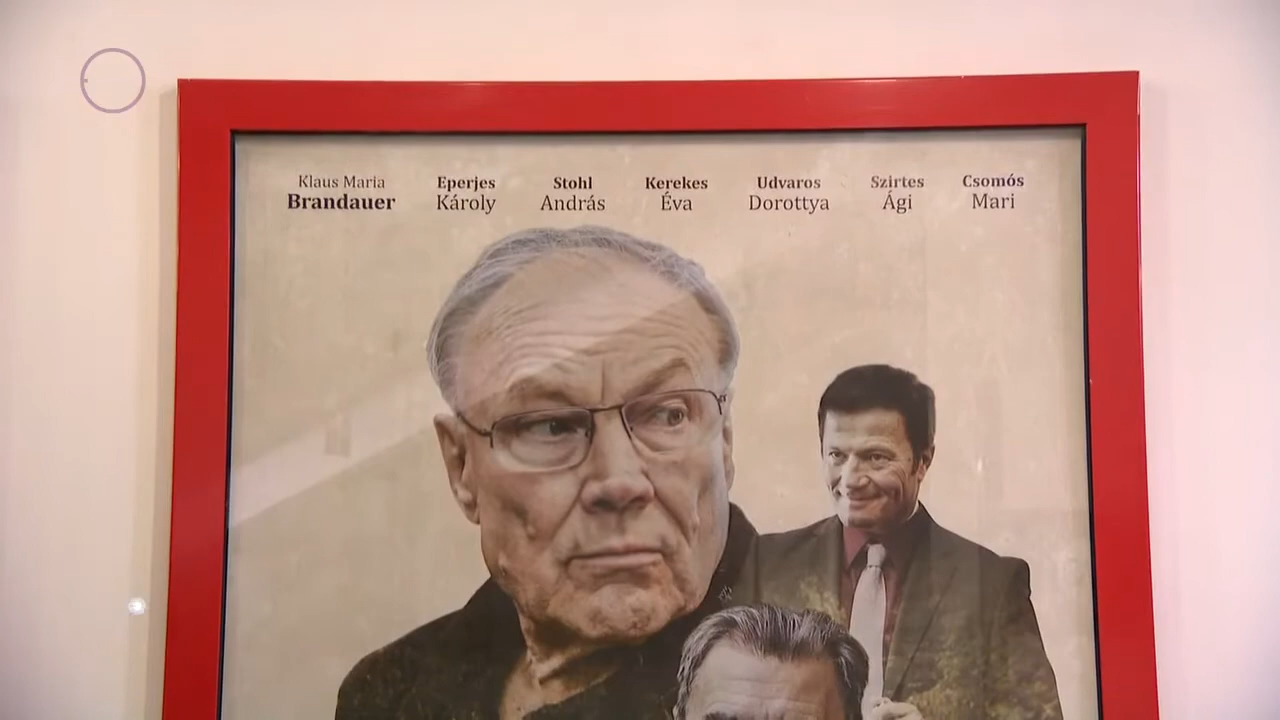 Klaus Maria
Brandauer
Eperjes
Károly
Stohl
András
Kerekes
Éva
Udvaros
Dorottya
Szirtes
Ági
Csomós
Mari